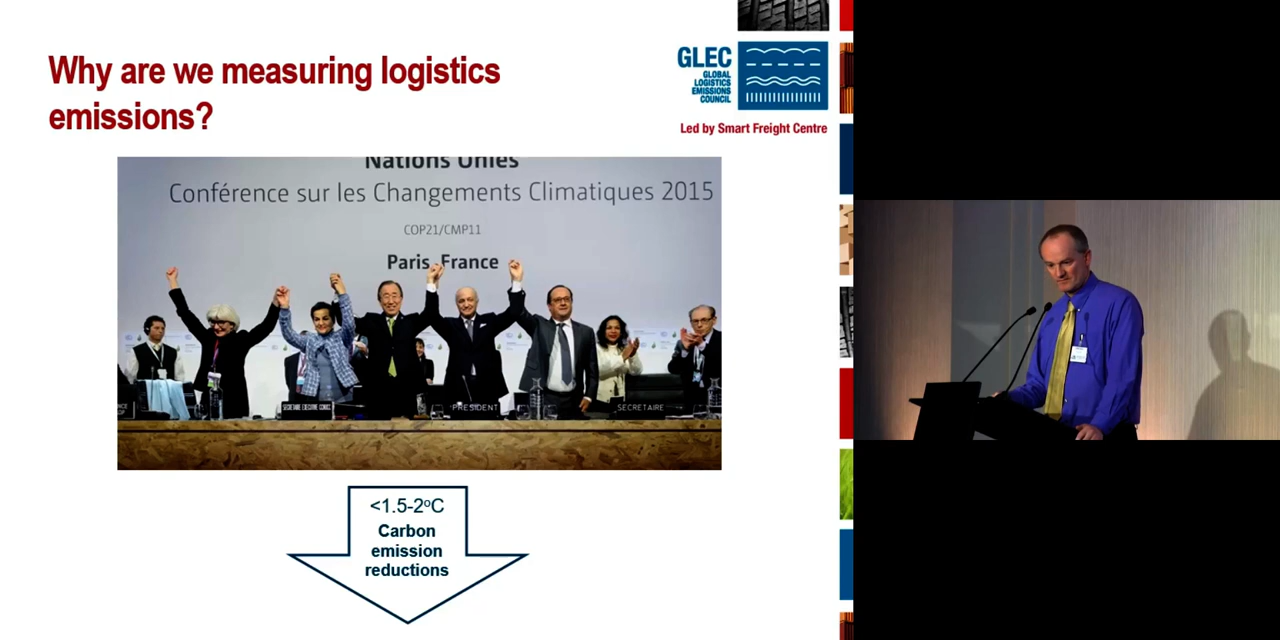 Why are we measuring logistics
emissions?
GLEC
GLOBAL
LOGISTICS
EMISSIONS
COUNCIL
Led by Smart Freight Centre
Nations Unies
Conférence sur les Changements Climatiques 2015
COP21/CMP11
Paris, France
PRESIDENT
SECRETAIRE
<1.5-2ºC
Carbon
emission
reductions